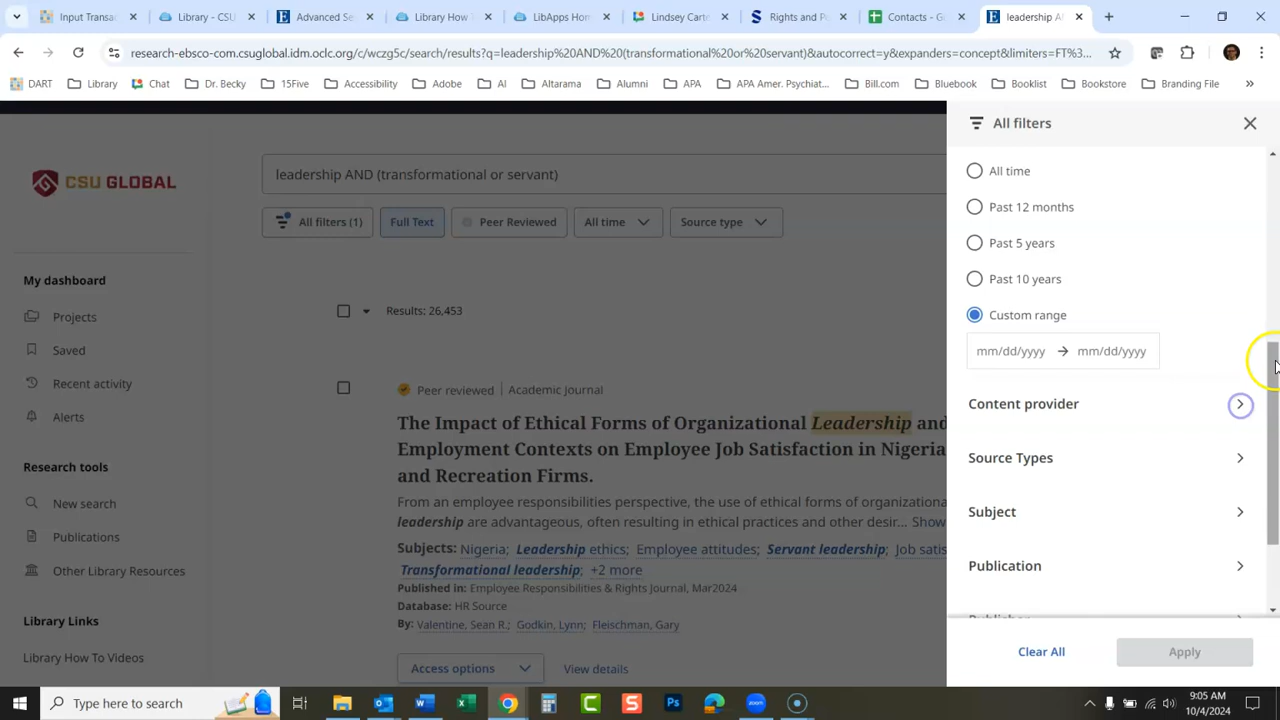 Input Transac
Library - CSU
Advanced Se
Library How
LibApps Hom
Lindsey Carte
Rights and Po
Contacts - G
leadership A
research-ebsco-com.csuglobal.idm.oclc.org/c/wczg5c/search/results?q=leadership%20AND%20(transformational%20or%20servant)&autocorrect=y&expanders=concept&limiters=FT%3...
DART
Library
Chat
Dr. Becky
15Five
Accessibility
Adobe
AI
Altarama
Alumni
APA
APA Amer. Psychiat...
Bill.com
Bluebook
Booklist
Bookstore
Branding File
CSU GLOBAL
My dashboard
Projects
Saved
Recent activity
Alerts
Research tools
New search
Publications
Other Library Resources
Library Links
Library How To Videos
leadership AND (transformational or servant)
All filters (1)
Full Text
Peer Reviewed
All time
Source type
Results: 26,453
Peer reviewed | Academic journal
The Impact of Ethical Forms of Organizational Leadership and
Employment Contexts on Employee Job Satisfaction in Nigeria
and Recreation Firms.
From an employee responsibilities perspective, the use of ethical forms of organizationa
leadership are advantageous, often resulting in ethical practices and other desir... Show
Subjects: Nigeria; Leadership ethics; Employee attitudes; Servant leadership; Job satis
Transformational leadership; +2 more
Published in: Employee Responsibilities & Rights Journal, Mar2024
Database: HR Source
By: Valentine, Sean R.; Godkin, Lynn; Fleischman, Gary
Access options
View details
All filters
All time
Past 12 months
Past 5 years
Past 10 years
Custom range
mm/dd/yyyy → mm/dd/yyyy
Content provider
Source Types
Subject
Publication
Clear All
Apply
Type here to search
zoom
9:05 AM
10/4/2024